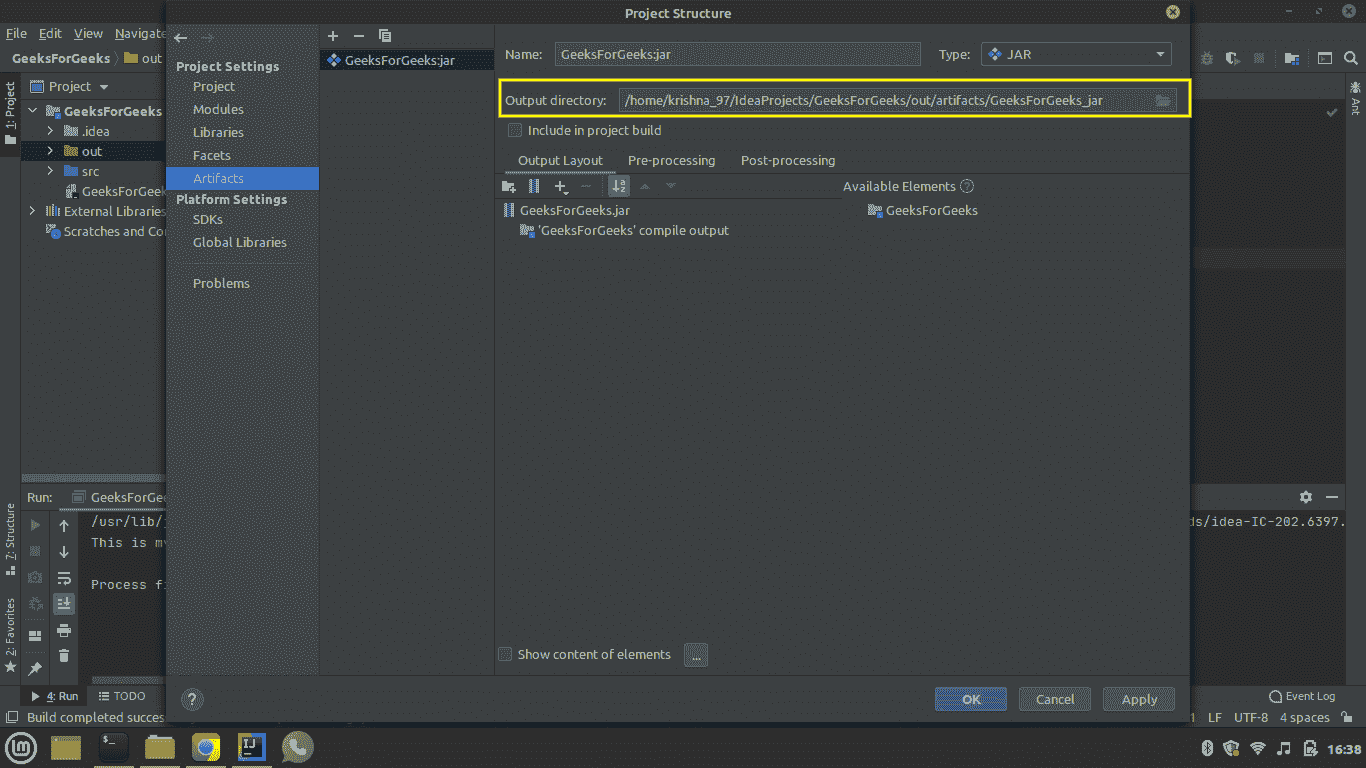 Project Structure
File Edit View Navigate
GeeksForGeeks out
Project
1: Project
GeeksForGeeks
.idea
out
src
External Libraries
Scratches and
Project Settings
Project
Modules
Libraries
Facets
Artifacts
Platform Settings
SDKs
Global Libraries
Problems
GeeksForGeeks:jar
Name: GeeksForGeeks:jar Type: JAR
Output directory: /home/krishna_97/IdeaProjects/GeeksForGeeks/out/artifacts/GeeksForGeeks_jar
Include in project build
Output Layout Pre-processing Post-processing
Available Elements ?
GeeksForGeeks.jar GeeksForGeeks
'GeeksForGeeks' compile output
Show content of elements ...
? OK Cancel Apply
Ant
Run: GeeksForGee
/usr/lib/ ds/idea-IC-202.6397.
This is my
Process f
7: Structure
2: Favorites
4: Run TODO Event Log
Build completed succes 1 LF UTF-8 4 spaces
IJ
16:38